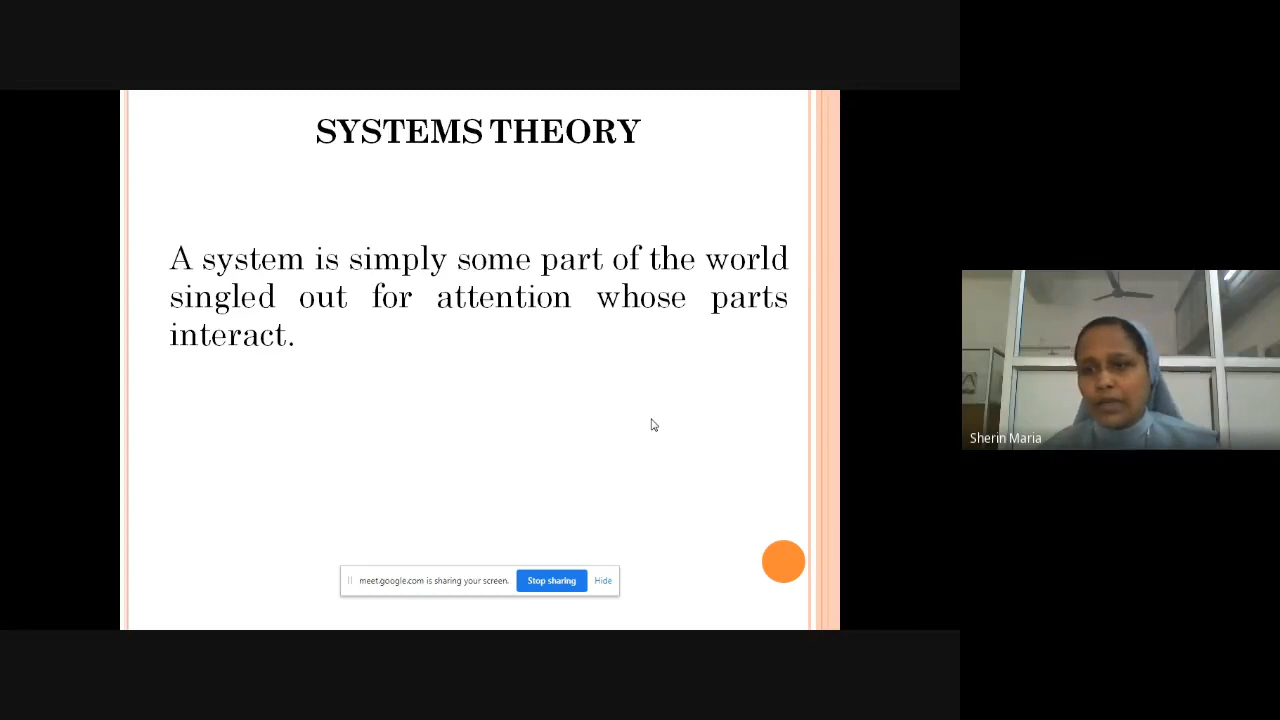 SYSTEMS THEORY
A system is simply some part of the world
singled out for attention whose parts
interact.
Sherin Maria
meet.google.com is sharing your screen. Stop sharing Hide